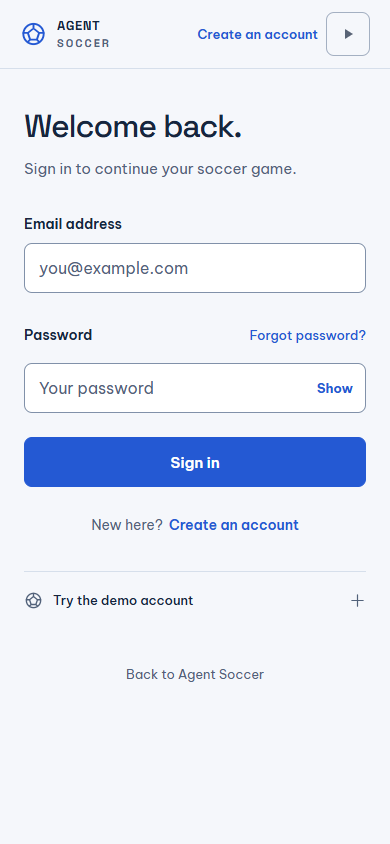 AGENT
SOCCER
Create an account
Welcome back.
Sign in to continue your soccer game.
Email address
you@example.com
Password
Forgot password?
Your password
Show
Sign in
New here? Create an account
Try the demo account
Back to Agent Soccer